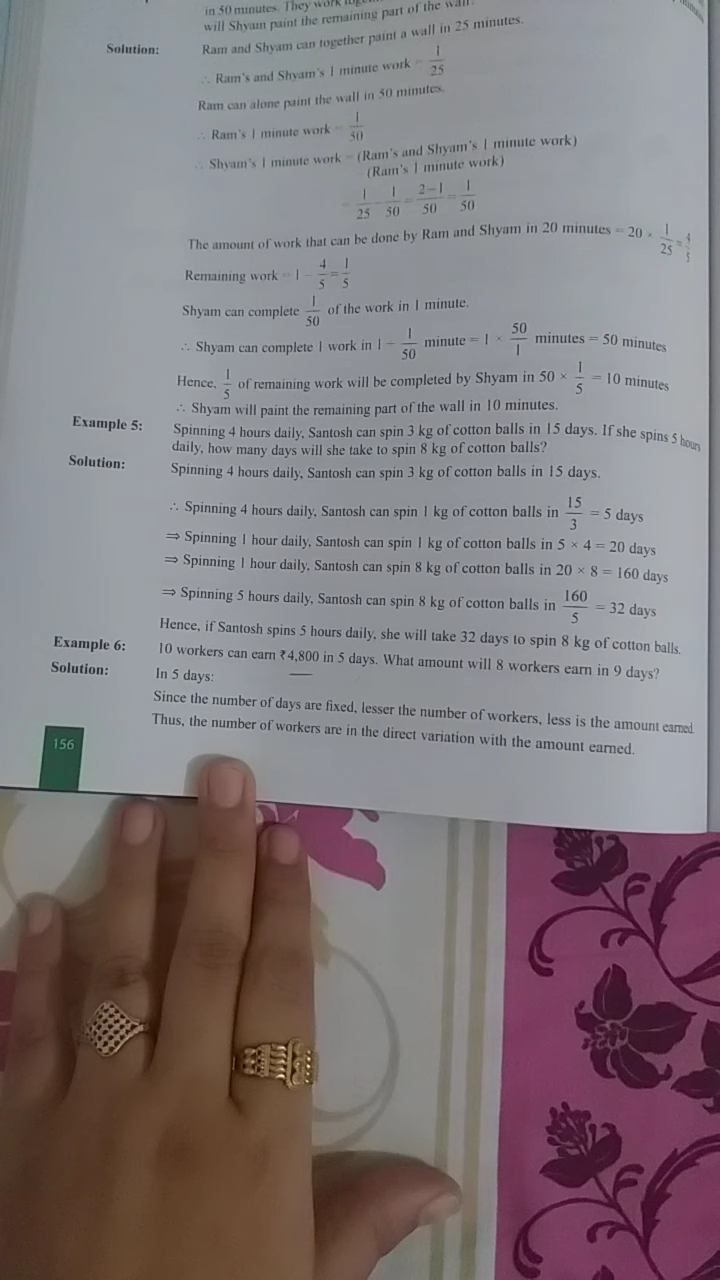 in 50 minutes. They work
will Shyam paint the remaining part of the wall.
Solution: Ram and Shyam can together paint a wall in 25 minutes.
∴ Ram's and Shyam's 1 minute work = 1/25
Ram can alone paint the wall in 50 minutes.
∴ Ram's 1 minute work = 1/50
∴ Shyam's 1 minute work = (Ram's and Shyam's 1 minute work)
(Ram's 1 minute work)
= 1/25 - 1/50 = 2-1/50 = 1/50
The amount of work that can be done by Ram and Shyam in 20 minutes = 20 × 1/25 = 4/5
Remaining work = 1 - 4/5 = 1/5
Shyam can complete 1/50 of the work in 1 minute.
∴ Shyam can complete 1 work in 1 ÷ 1/50 minute = 1 × 50/1 minutes = 50 minutes
Hence, 1/5 of remaining work will be completed by Shyam in 50 × 1/5 = 10 minutes
∴ Shyam will paint the remaining part of the wall in 10 minutes.
Example 5: Spinning 4 hours daily, Santosh can spin 3 kg of cotton balls in 15 days. If she spins 5 hours
daily, how many days will she take to spin 8 kg of cotton balls?
Solution: Spinning 4 hours daily, Santosh can spin 3 kg of cotton balls in 15 days.
∴ Spinning 4 hours daily, Santosh can spin 1 kg of cotton balls in 15/3 = 5 days
⇒ Spinning 1 hour daily, Santosh can spin 1 kg of cotton balls in 5 × 4 = 20 days
⇒ Spinning 1 hour daily, Santosh can spin 8 kg of cotton balls in 20 × 8 = 160 days
⇒ Spinning 5 hours daily, Santosh can spin 8 kg of cotton balls in 160/5 = 32 days
Hence, if Santosh spins 5 hours daily, she will take 32 days to spin 8 kg of cotton balls.
Example 6: 10 workers can earn ₹4,800 in 5 days. What amount will 8 workers earn in 9 days?
Solution: In 5 days:
Since the number of days are fixed, lesser the number of workers, less is the amount earned.
Thus, the number of workers are in the direct variation with the amount earned.
156